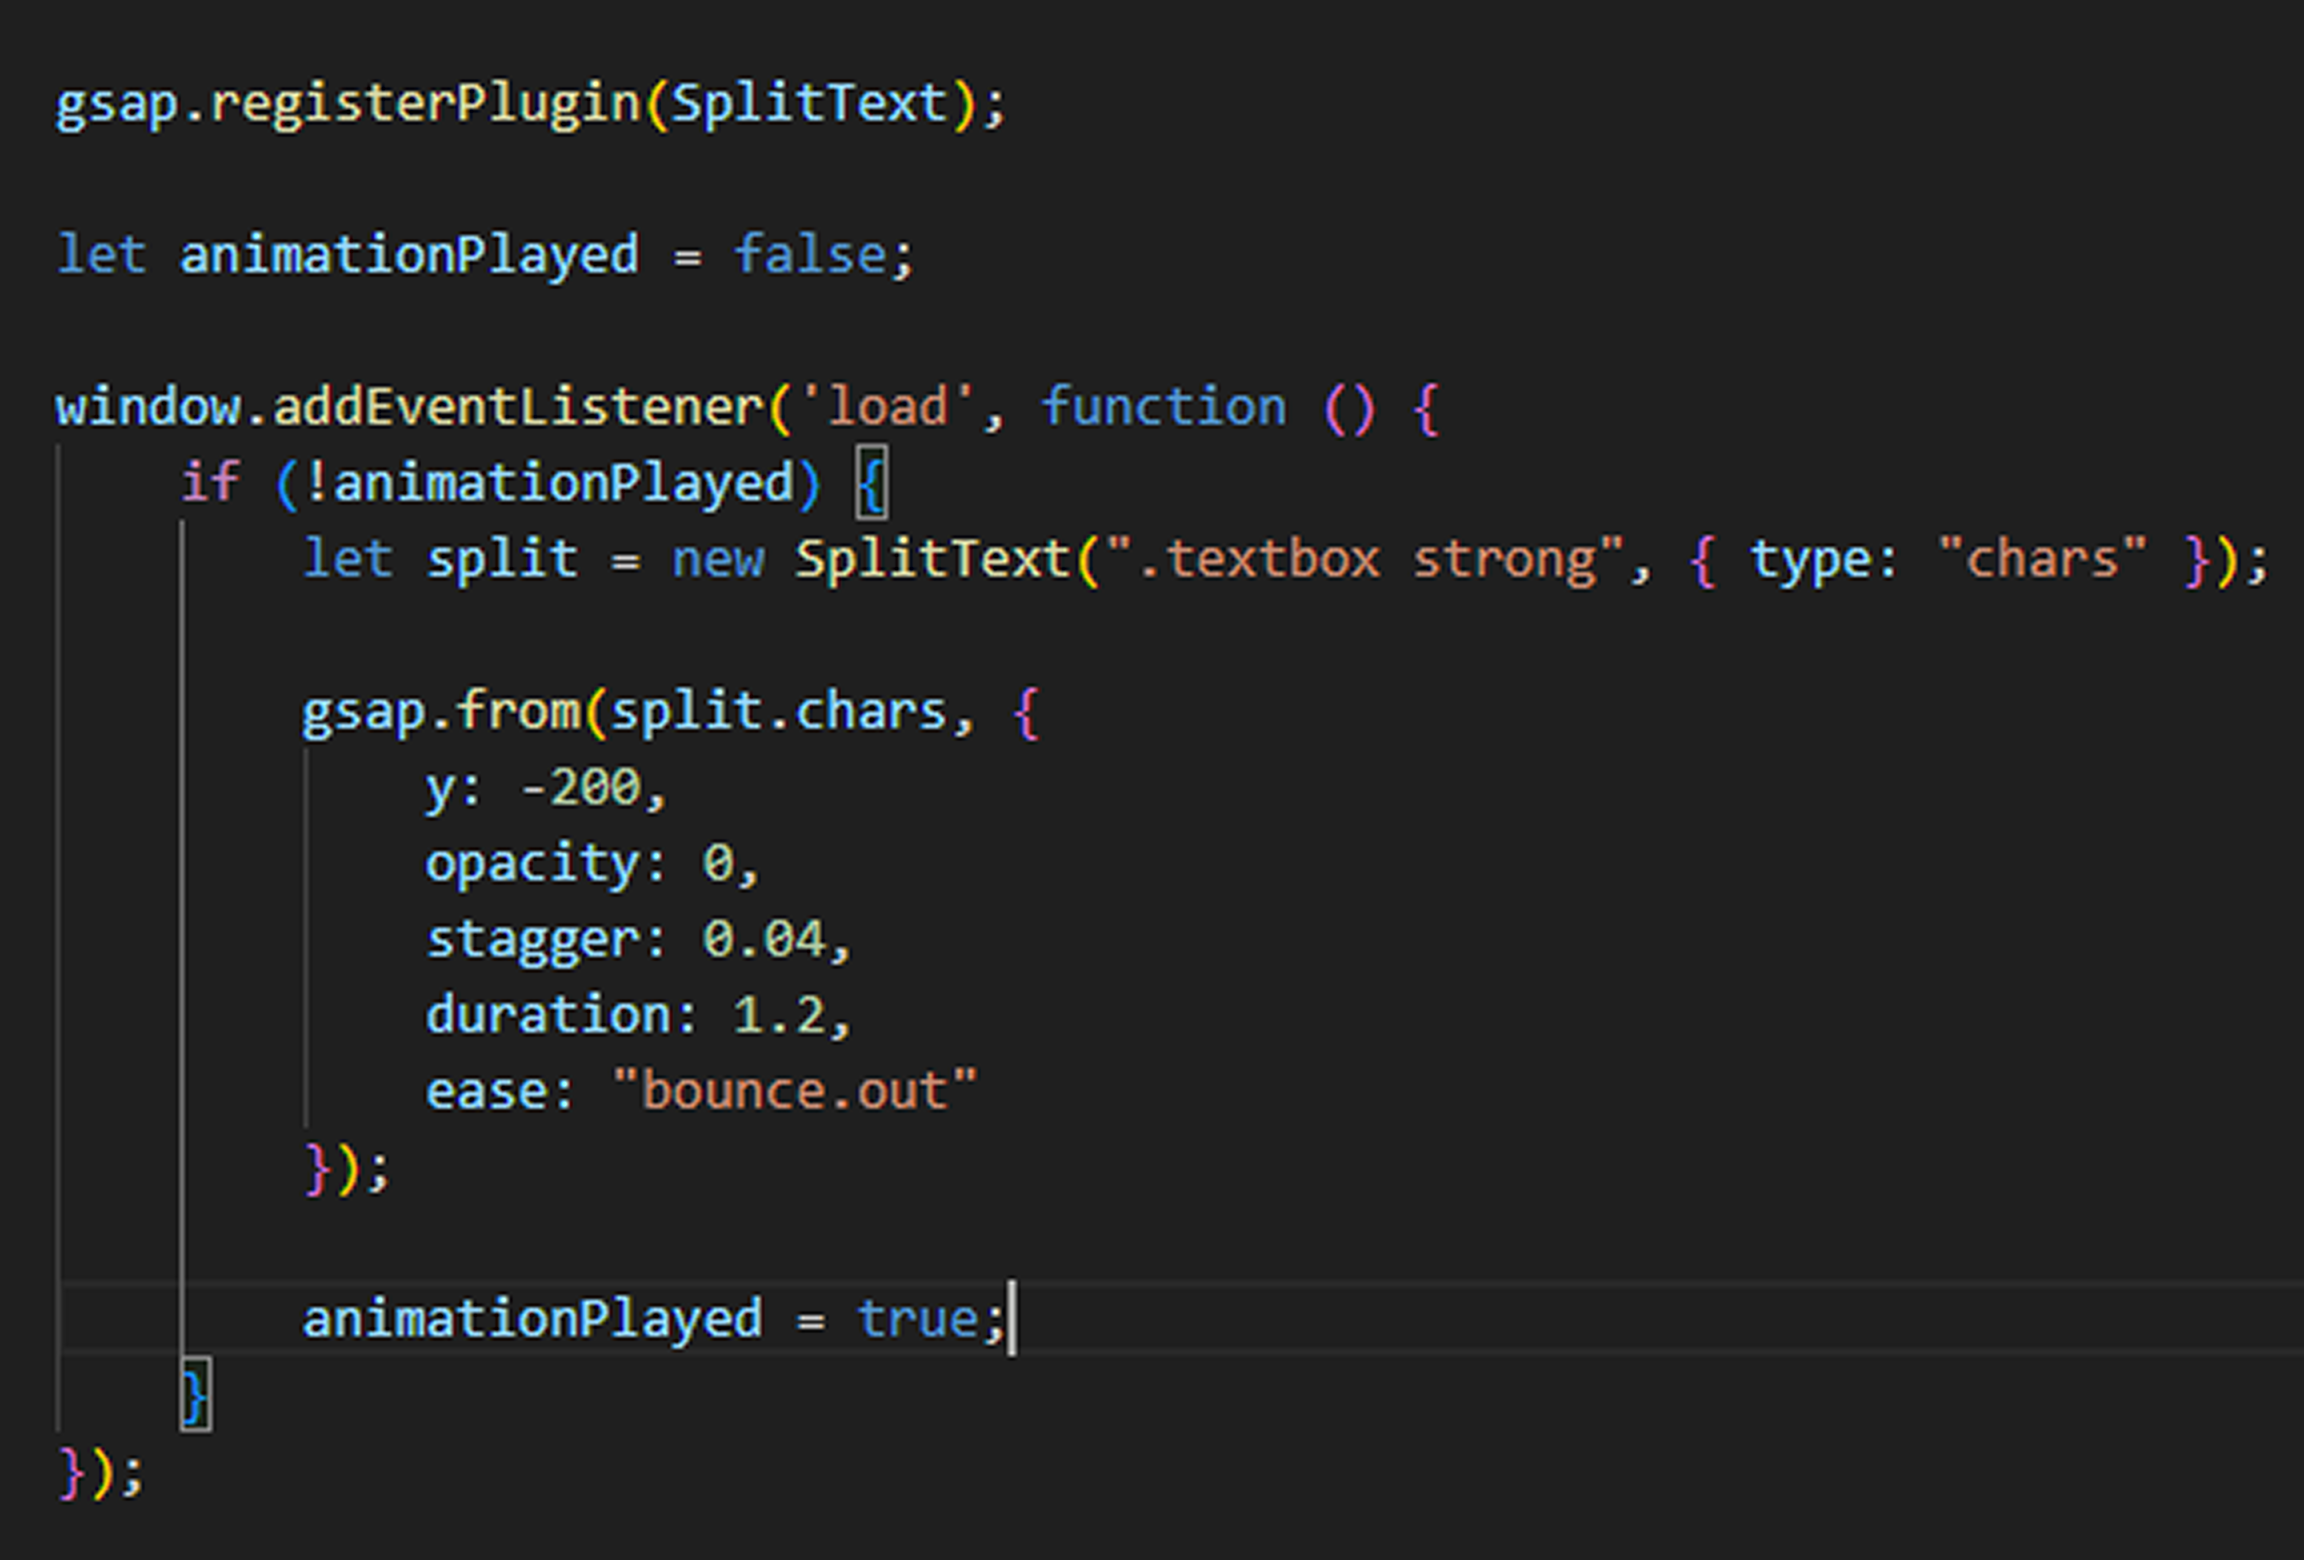 gsap.registerPlugin(SplitText);
let animationPlayed = false;
window.addEventListener('load', function () {
    if (!animationPlayed) {
        let split = new SplitText(".textbox strong", { type: "chars" });
        gsap.from(split.chars, {
            y: -200,
            opacity: 0,
            stagger: 0.04,
            duration: 1.2,
            ease: "bounce.out"
        });
        animationPlayed = true;
    }
});